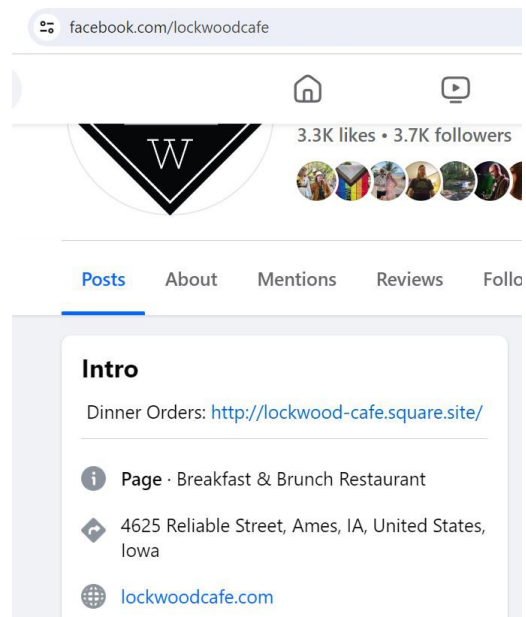 facebook.com/lockwoodcafe
W
3.3K likes • 3.7K followers
Posts About Mentions Reviews Follo
Intro
Dinner Orders: http://lockwood-cafe.square.site/
Page · Breakfast & Brunch Restaurant
4625 Reliable Street, Ames, IA, United States,
Iowa
lockwoodcafe.com